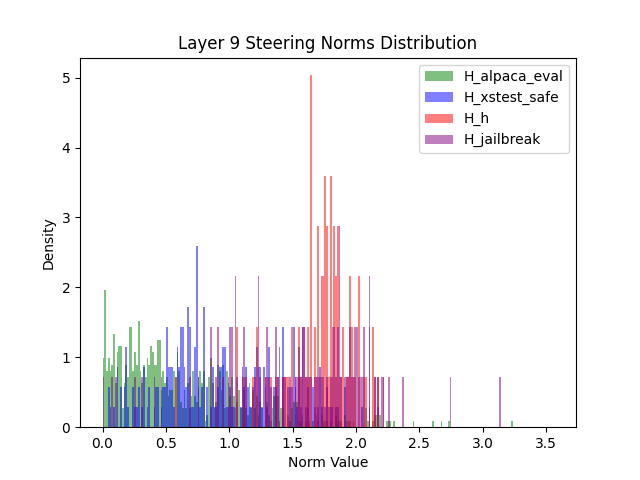 Layer 9 Steering Norms Distribution
H_alpaca_eval
H_xstest_safe
H_h
H_jailbreak
Density
5
4
3
2
1
0
0.0 0.5 1.0 1.5 2.0 2.5 3.0 3.5
Norm Value